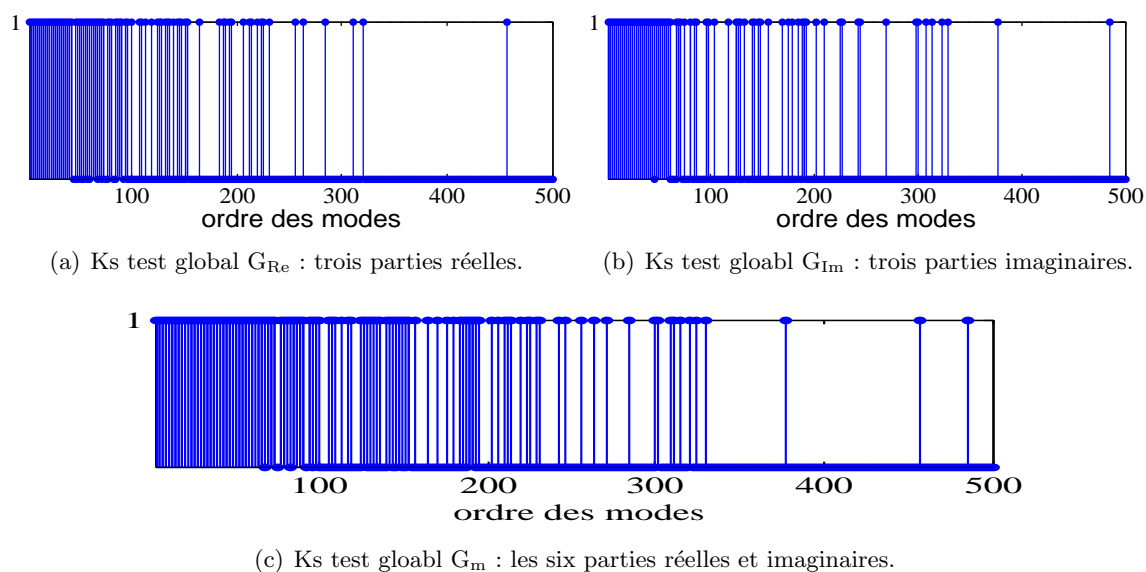 1
1
100 200 300 400 500
100 200 300 400 500
ordre des modes
ordre des modes
(a) Ks test global G_Re : trois parties réelles.
(b) Ks test gloabl G_Im : trois parties imaginaires.
1
100 200 300 400 500
ordre des modes
(c) Ks test gloabl G_m : les six parties réelles et imaginaires.